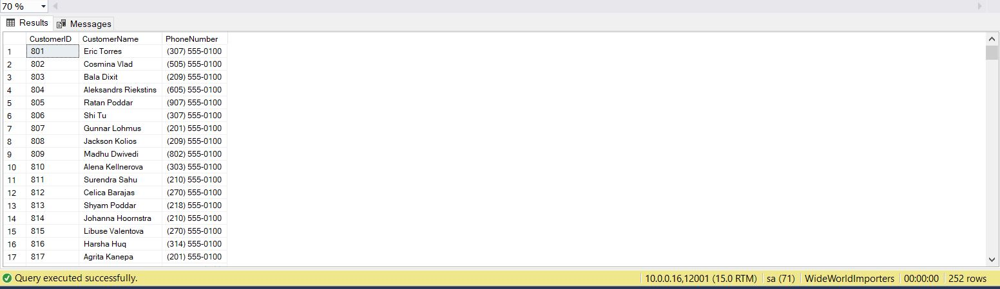 70 %
Results Messages
CustomerID CustomerName PhoneNumber
1 801 Eric Torres (307) 555-0100
2 802 Cosmina Vlad (505) 555-0100
3 803 Bala Dixit (209) 555-0100
4 804 Aleksandrs Riekstins (605) 555-0100
5 805 Ratan Poddar (907) 555-0100
6 806 Shi Tu (307) 555-0100
7 807 Gunnar Lohmus (201) 555-0100
8 808 Jackson Kolios (209) 555-0100
9 809 Madhu Dwivedi (802) 555-0100
10 810 Alena Kellnerova (303) 555-0100
11 811 Surendra Sahu (210) 555-0100
12 812 Celica Barajas (270) 555-0100
13 813 Shyam Poddar (218) 555-0100
14 814 Johanna Hoornstra (210) 555-0100
15 815 Libuse Valentova (270) 555-0100
16 816 Harsha Huq (314) 555-0100
17 817 Agrita Kanepa (201) 555-0100
Query executed successfully. 10.0.0.16,12001 (15.0 RTM) sa (71) WideWorldImporters 00:00:00 252 rows